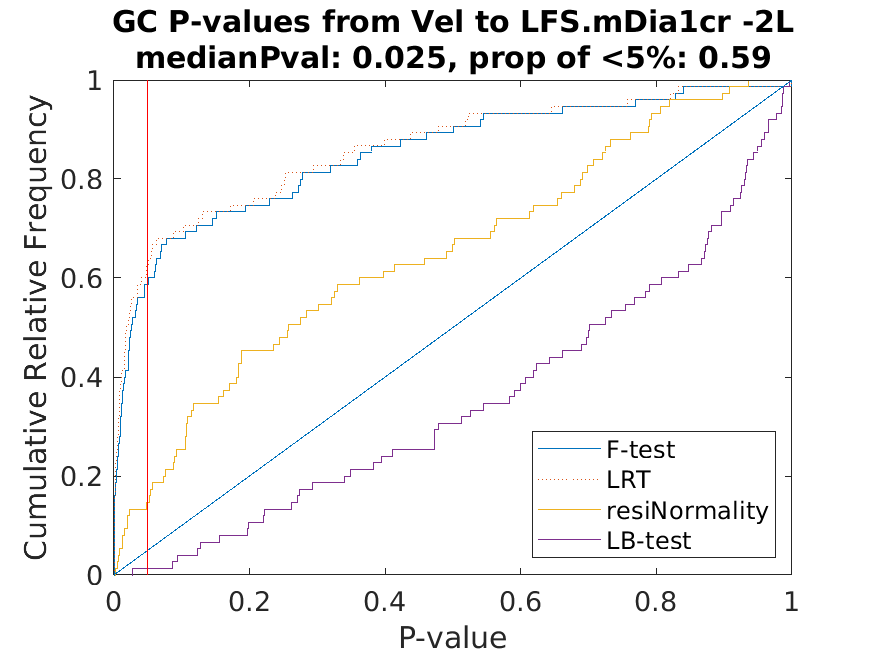 GC P-values from Vel to LFS.mDia1cr -2L
medianPval: 0.025, prop of <5%: 0.59
Cumulative Relative Frequency
1
0.8
0.6
0.4
0.2
0
0
0.2
0.4
0.6
0.8
1
P-value
F-test
LRT
resiNormality
LB-test